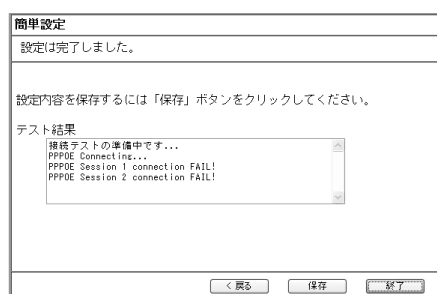 簡単設定
設定は完了しました。
設定内容を保存するには「保存」ボタンをクリックしてください。
テスト結果
接続テストの準備中です...
PPPOE Connecting...
PPPOE Session 1 connection FAIL!
PPPOE Session 2 connection FAIL!
< 戻る 保存 終了